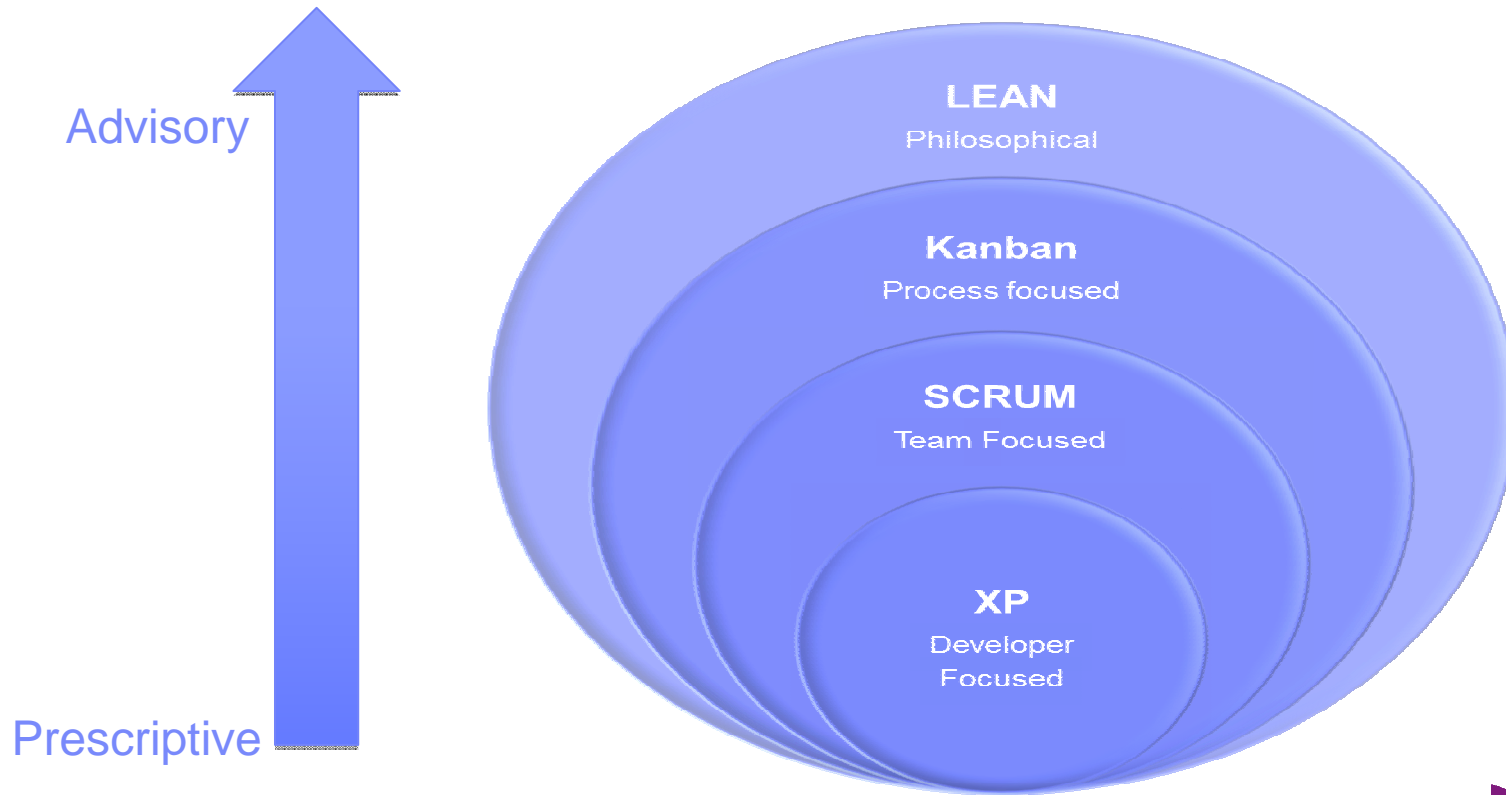 Advisory
LEAN
Philosophical
Kanban
Process focused
SCRUM
Team Focused
XP
Developer
Focused
Prescriptive